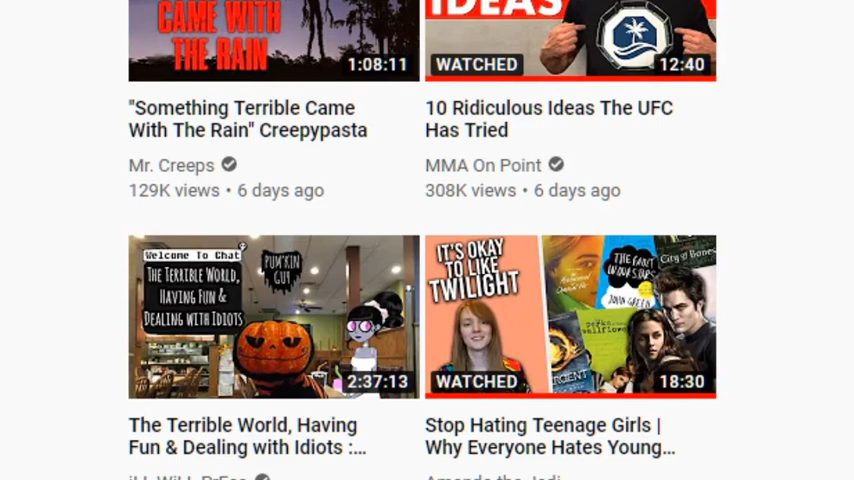 CAME WITH
THE RAIN
1:08:11
IDEAS
WATCHED
12:40
"Something Terrible Came
With The Rain" Creepypasta
Mr. Creeps
129K views • 6 days ago
10 Ridiculous Ideas The UFC
Has Tried
MMA On Point
308K views • 6 days ago
Welcome To Chat
THE TERRIBLE WORLD,
HAVING FUN &
DEALING WITH IDIOTS
PUM'KIN
GUY
2:37:13
IT'S OKAY
TO LIKE
TWILIGHT
THE FAULT
IN OUR STARS
JOHN GREEN
City of Bones
perks
wallflower
WATCHED
18:30
The Terrible World, Having
Fun & Dealing with Idiots :...
Stop Hating Teenage Girls |
Why Everyone Hates Young...